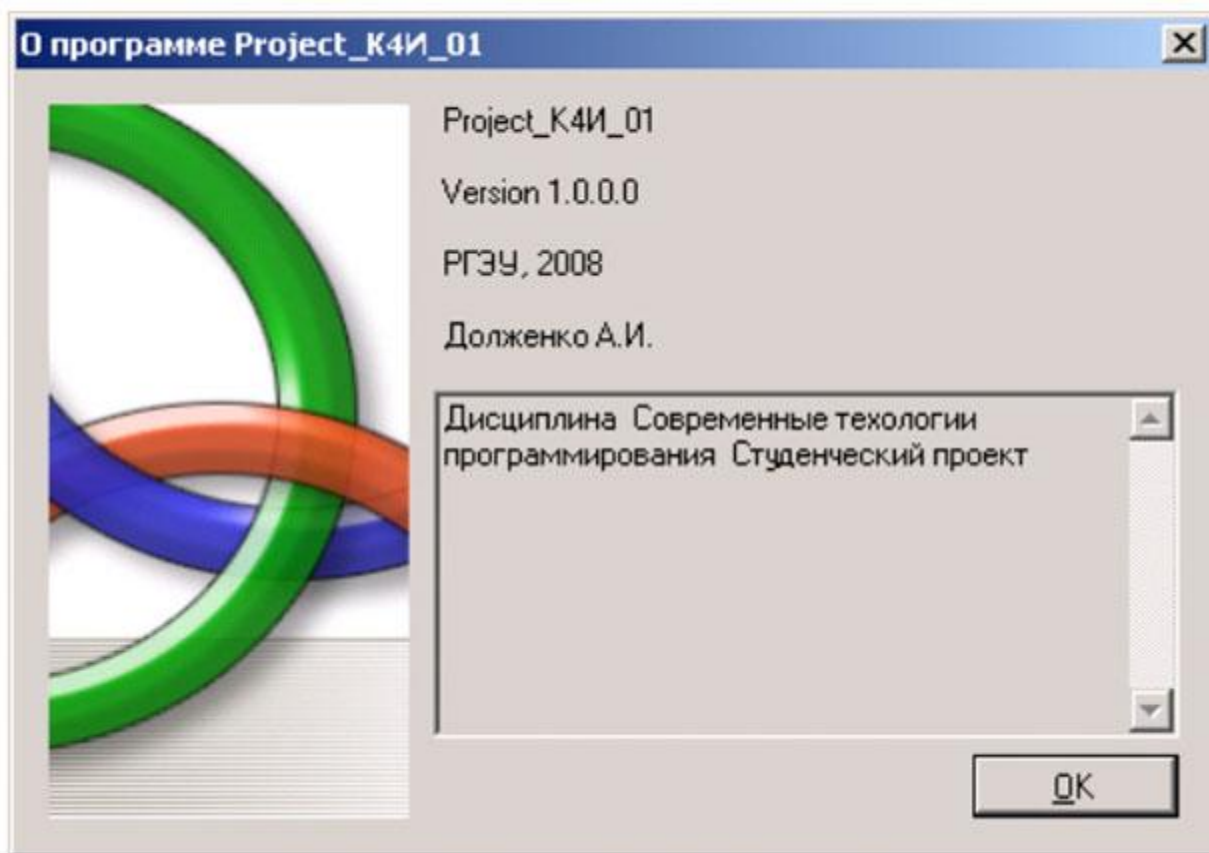 О программе Project_К4И_01
Project_К4И_01
Version 1.0.0.0
РГЭУ, 2008
Долженко А.И.
Дисциплина  Современные техологии
программирования  Студенческий проект
OK